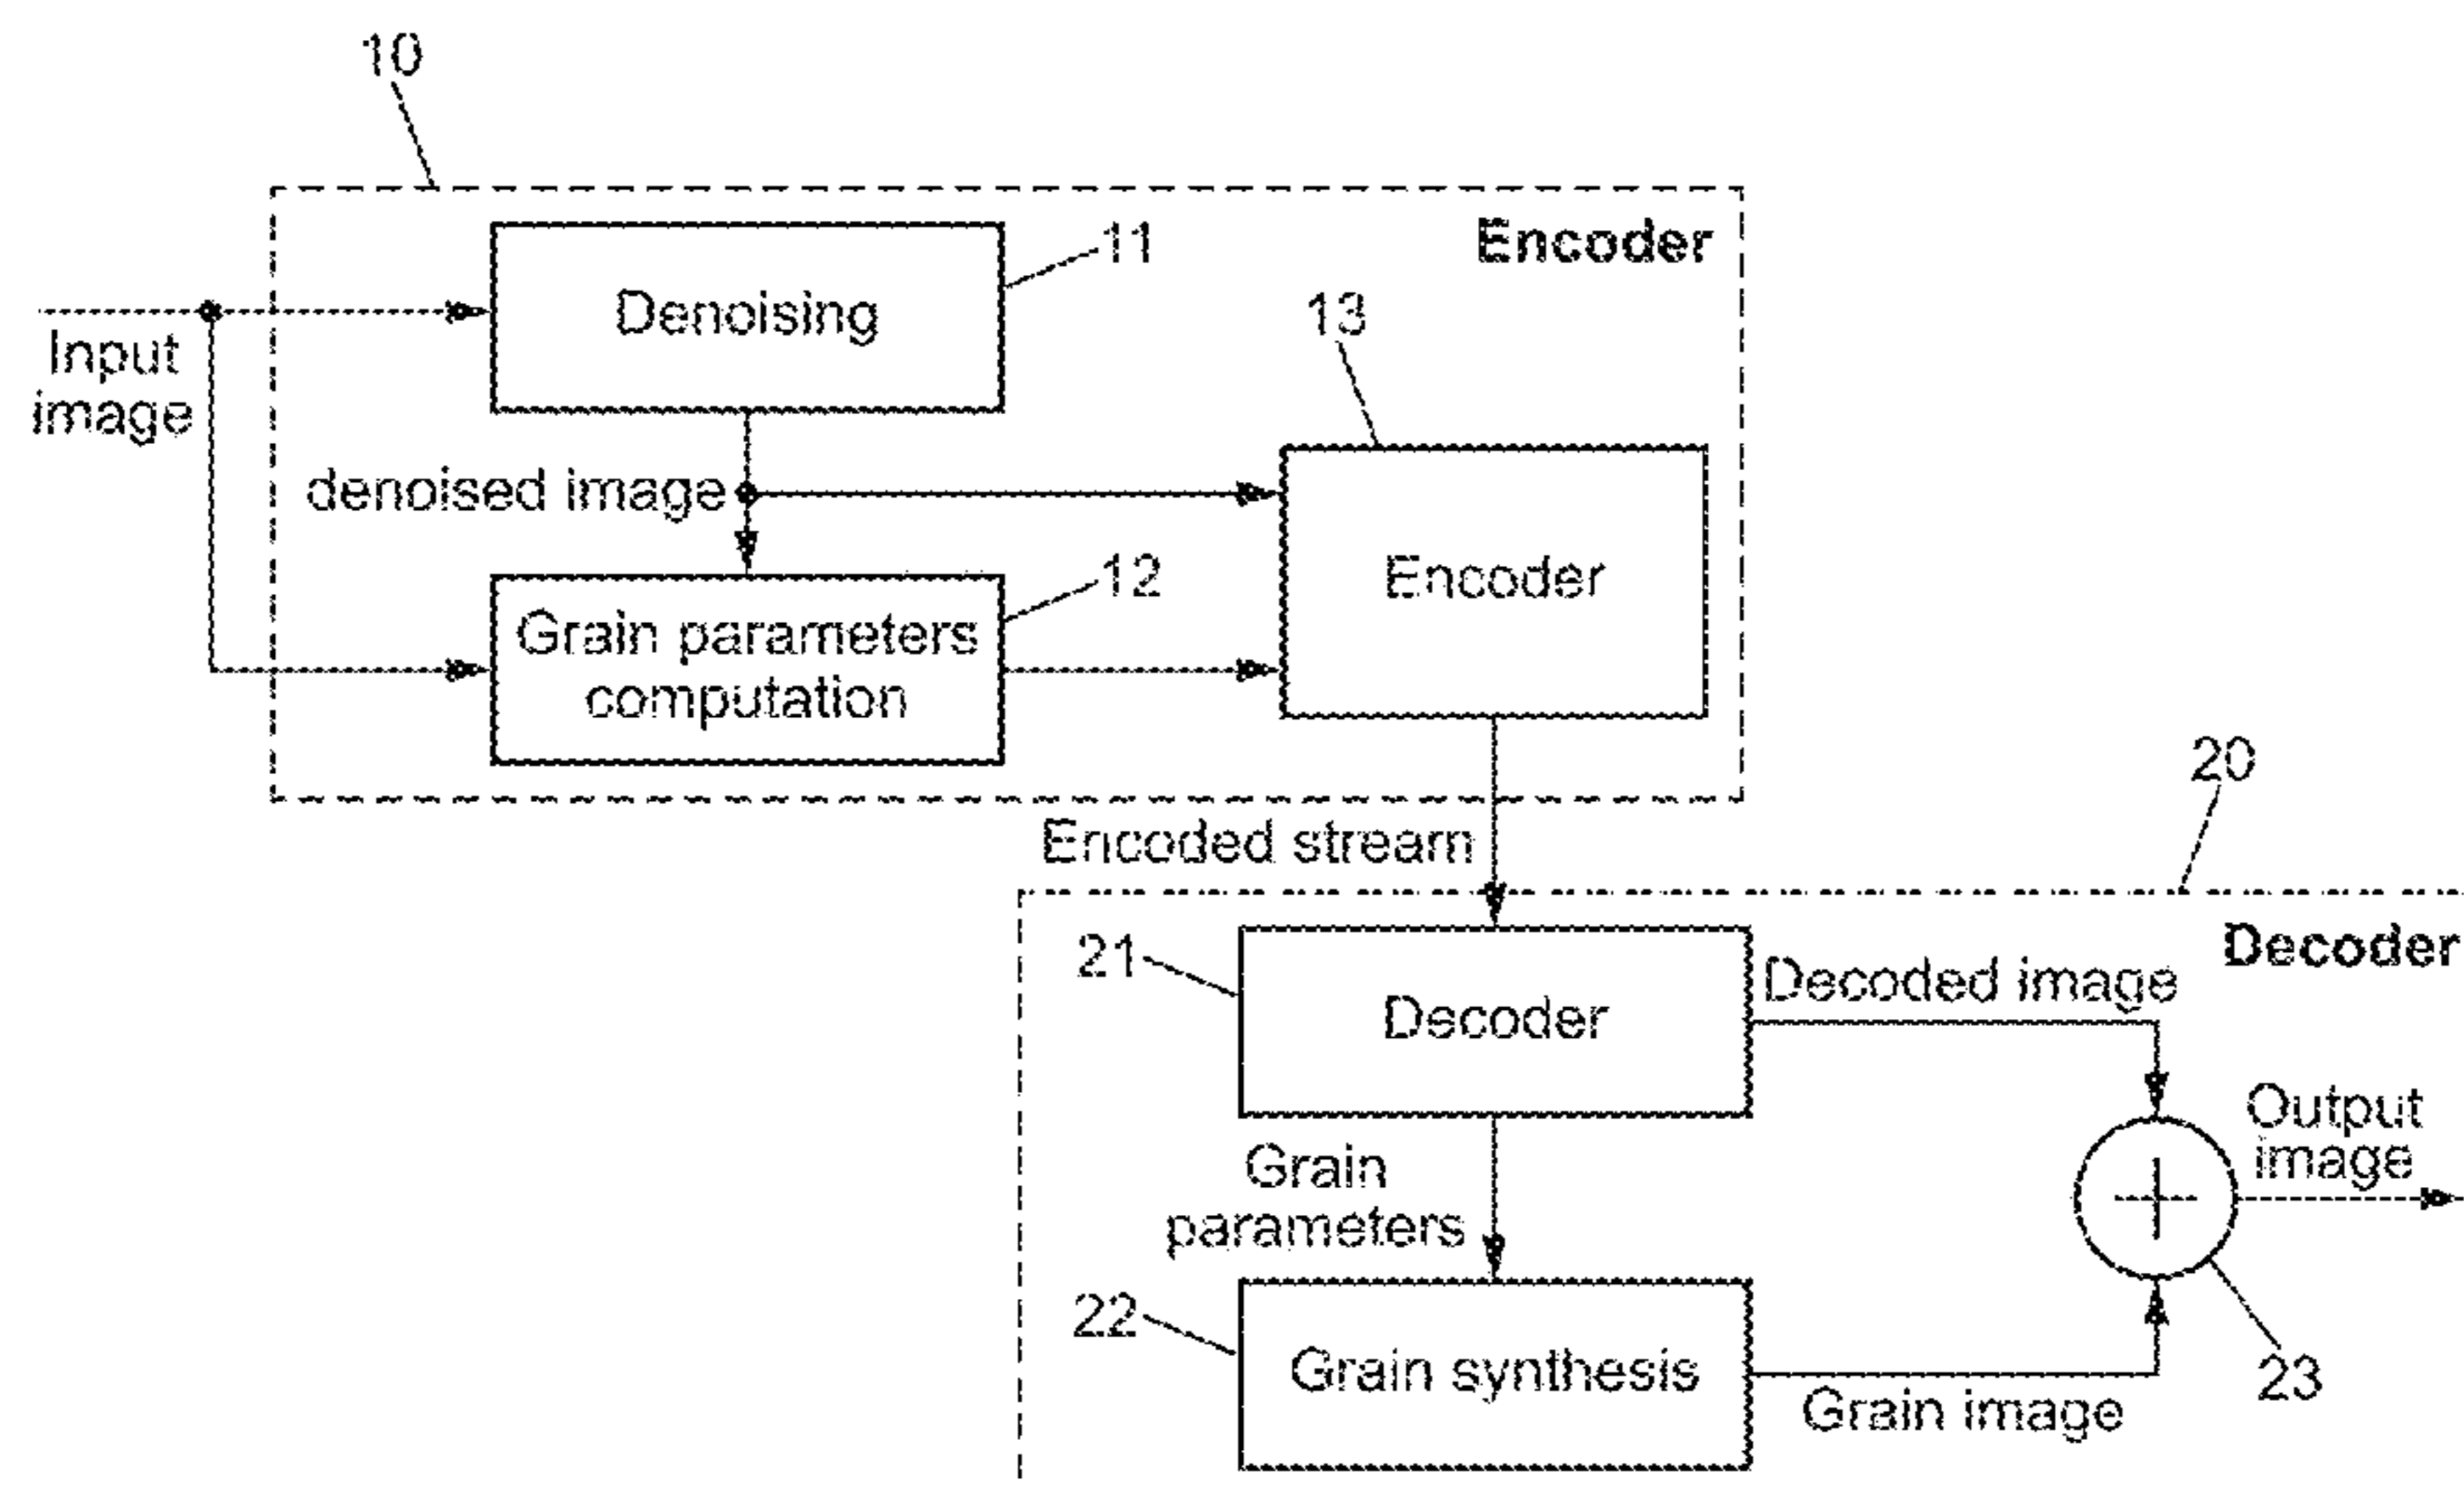 10
Encoder
11
Denoising
13
Input
image
denoised image
12
Encoder
Grain parameters
computation
20
Encoded stream
Decoder
21
Decoded image
Decoder
Output
image
Grain
parameters
22
Grain synthesis
23
Grain image